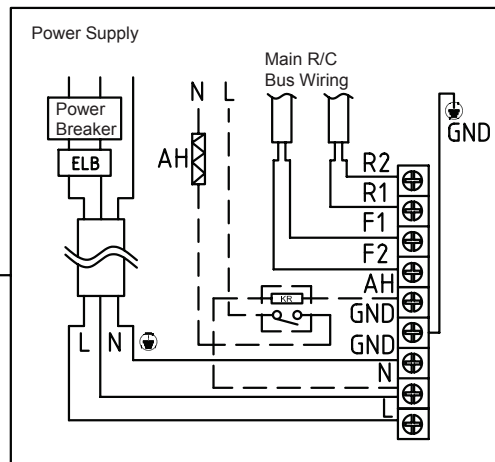 Power Supply
Main R/C
Bus Wiring
N L
Power
Breaker
GND
ELB
AH
R2
R1
F1
F2
AH
KR
GND
GND
L N
N
L